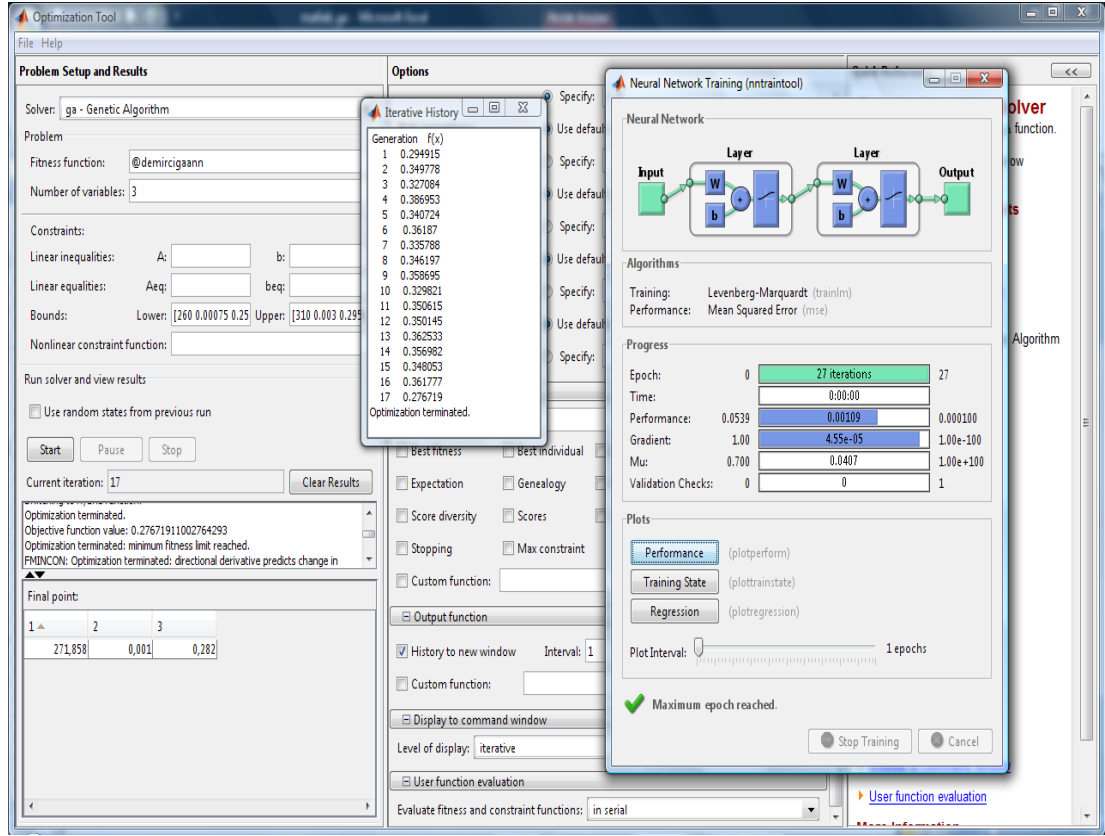 Optimization Tool
File Help
Problem Setup and Results
Solver: ga - Genetic Algorithm
Problem
Fitness function: @demircigaann
Number of variables: 3
Constraints:
Linear inequalities: A: b:
Linear equalities: Aeq: beq:
Bounds: Lower: [260 0.00075 0.25 Upper: [310 0.003 0.295
Nonlinear constraint function:
Run solver and view results
Use random states from previous run
Start Pause Stop
Current iteration: 17 Clear Results
Optimization terminated.
Objective function value: 0.27671911002764293
Optimization terminated: minimum fitness limit reached.
FMINCON: Optimization terminated: directional derivative predicts change in
Final point:
1 2 3
271,858 0,001 0,282
Options
Specify:
Use defaul
Specify:
Use defaul
Specify:
Use defaul
Specify:
Use defaul
Specify:
Best fitness Best individual
Expectation Genealogy
Score diversity Scores
Stopping Max constraint
Custom function:
Output function
History to new window Interval: 1
Custom function:
Display to command window
Level of display: iterative
User function evaluation
Evaluate fitness and constraint functions: in serial
Iterative History
Generation f(x)
1 0.294915
2 0.349778
3 0.327084
4 0.386953
5 0.340724
6 0.36187
7 0.335788
8 0.346197
9 0.358695
10 0.329821
11 0.350615
12 0.350145
13 0.362533
14 0.356982
15 0.348053
16 0.361777
17 0.276719
Optimization terminated.
Neural Network Training (nntraintool)
Neural Network
Layer Layer
Input Output
W W
b b
Algorithms
Training: Levenberg-Marquardt (trainlm)
Performance: Mean Squared Error (mse)
Progress
Epoch: 0 27 iterations 27
Time: 0:00:00
Performance: 0.0539 0.00109 0.000100
Gradient: 1.00 4.55e-05 1.00e-100
Mu: 0.700 0.0407 1.00e+100
Validation Checks: 0 0 1
Plots
Performance (plotperform)
Training State (plottrainstate)
Regression (plotregression)
Plot Interval: 1 epochs
Maximum epoch reached.
Stop Training Cancel
<<
olver
function.
ow
ts
Algorithm
User function evaluation